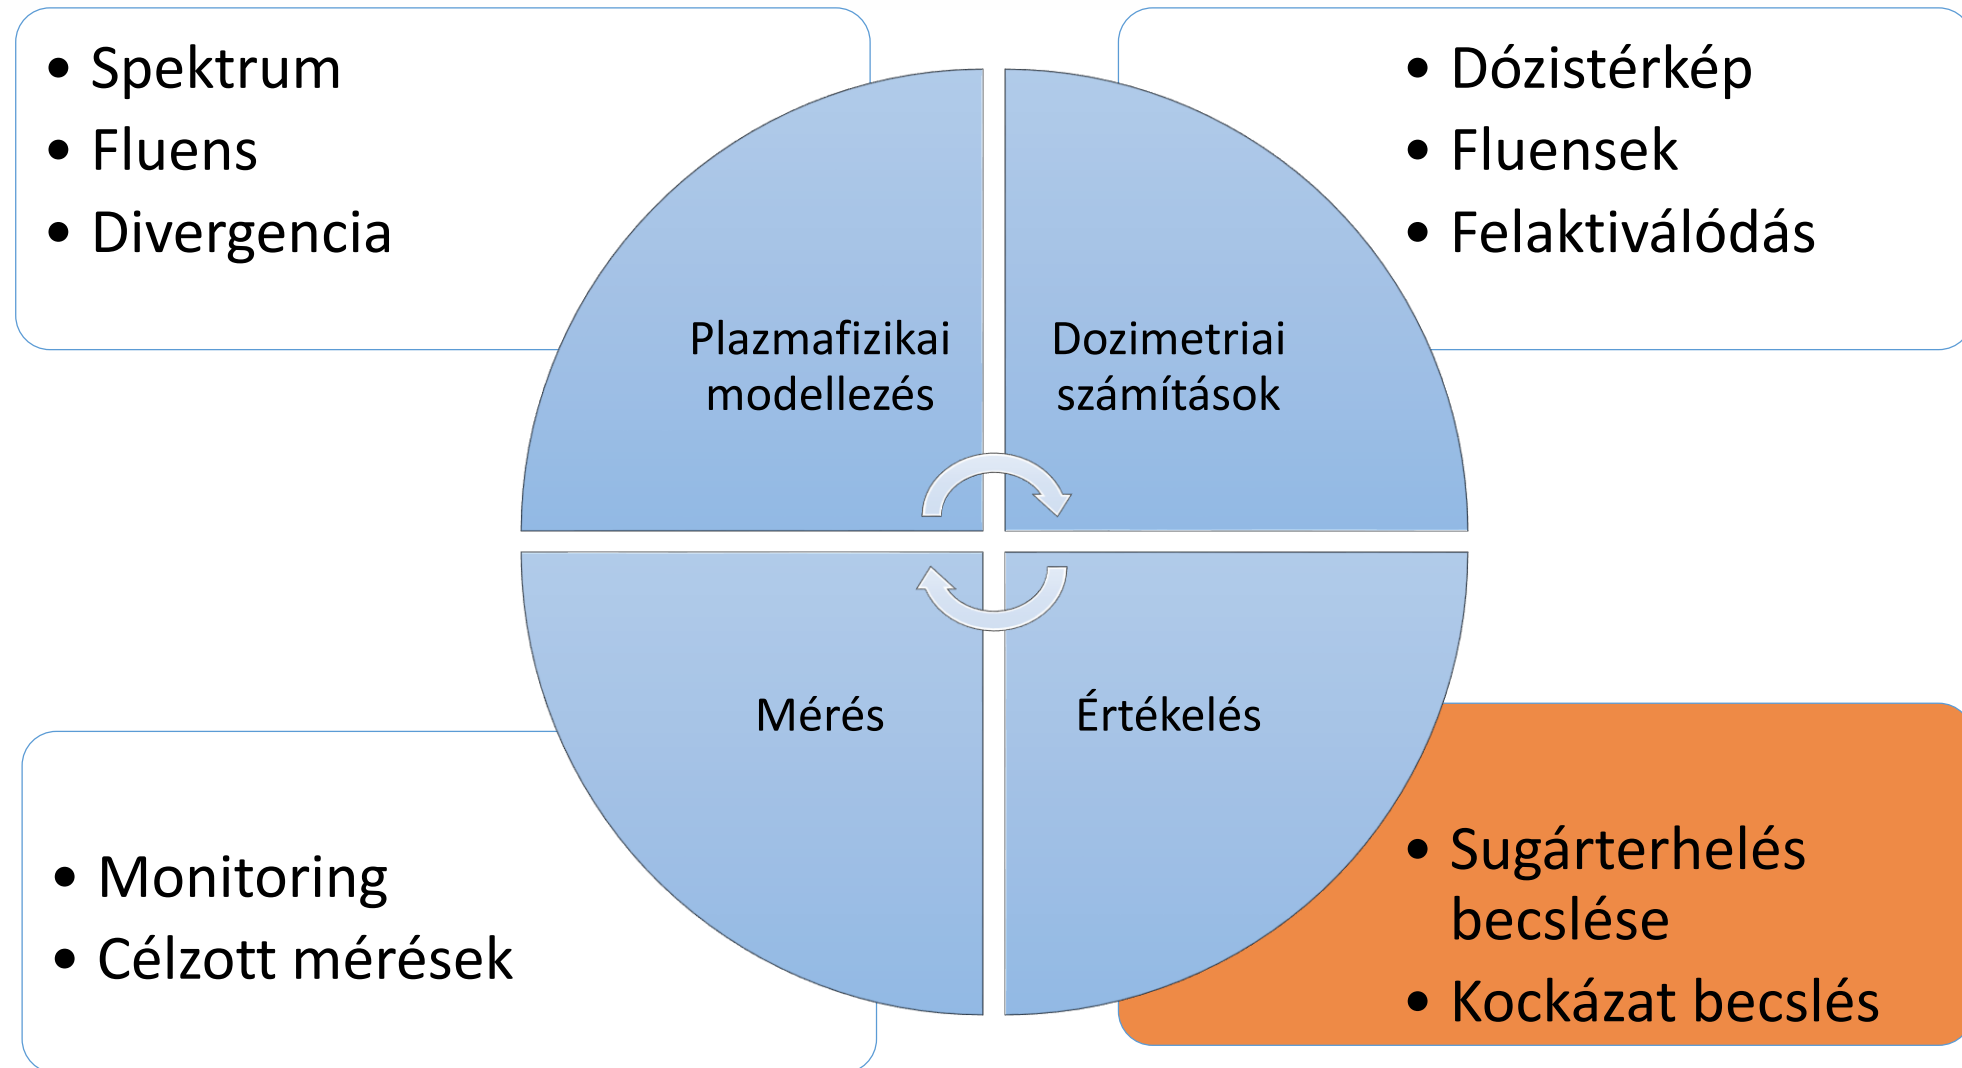 • Spektrum
• Fluens
• Divergencia
• Dózistérkép
• Fluensek
• Felaktiválódás
Plazmafizikai
modellezés
Dozimetriai
számítások
Mérés
Értékelés
• Monitoring
• Célzott mérések
• Sugárterhelés
becslése
• Kockázat becslés